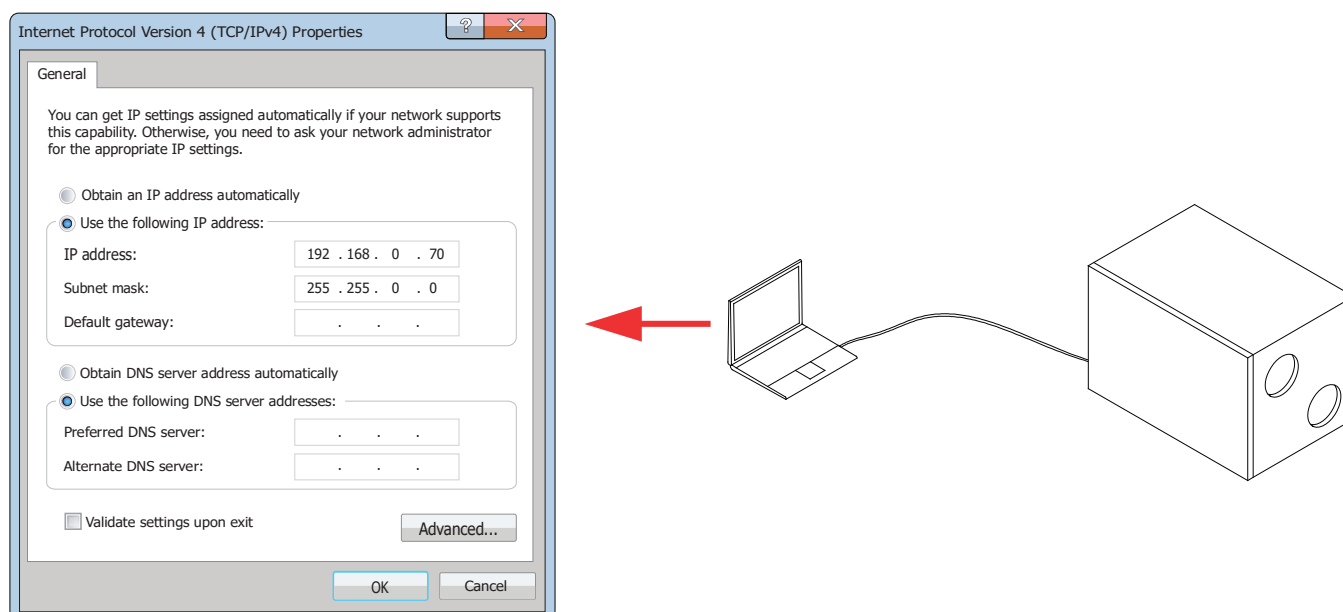 Internet Protocol Version 4 (TCP/IPv4) Properties
?
X
General
You can get IP settings assigned automatically if your network supports
this capability. Otherwise, you need to ask your network administrator
for the appropriate IP settings.
Obtain an IP address automatically
Use the following IP address:
IP address: 192 . 168 . 0 . 70
Subnet mask: 255 . 255 . 0 . 0
Default gateway: . . .
Obtain DNS server address automatically
Use the following DNS server addresses:
Preferred DNS server: . . .
Alternate DNS server: . . .
Validate settings upon exit
Advanced...
OK Cancel